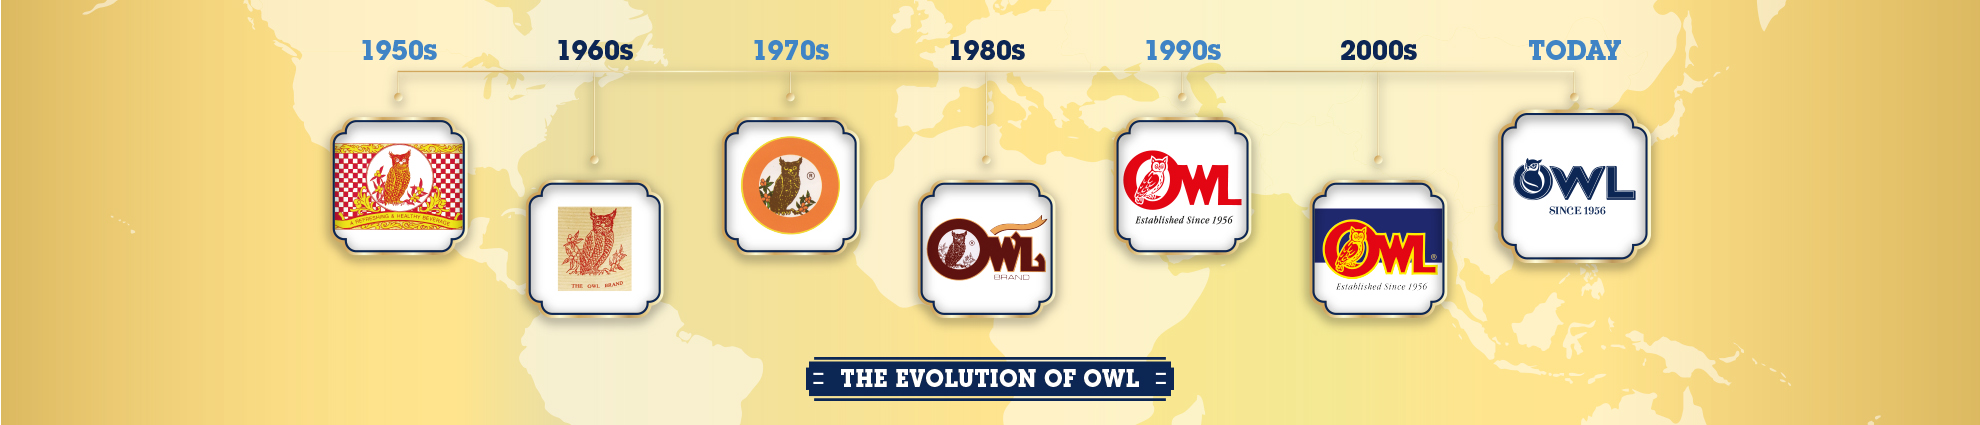 1950s 1960s 1970s 1980s 1990s 2000s TODAY
A REFRESHING & HEALTHY BEVERAGE
THE OWL BRAND
®
OWL
®
BRAND
OWL
Established Since 1956
OWL
®
Established Since 1956
OWL
SINCE 1956
THE EVOLUTION OF OWL